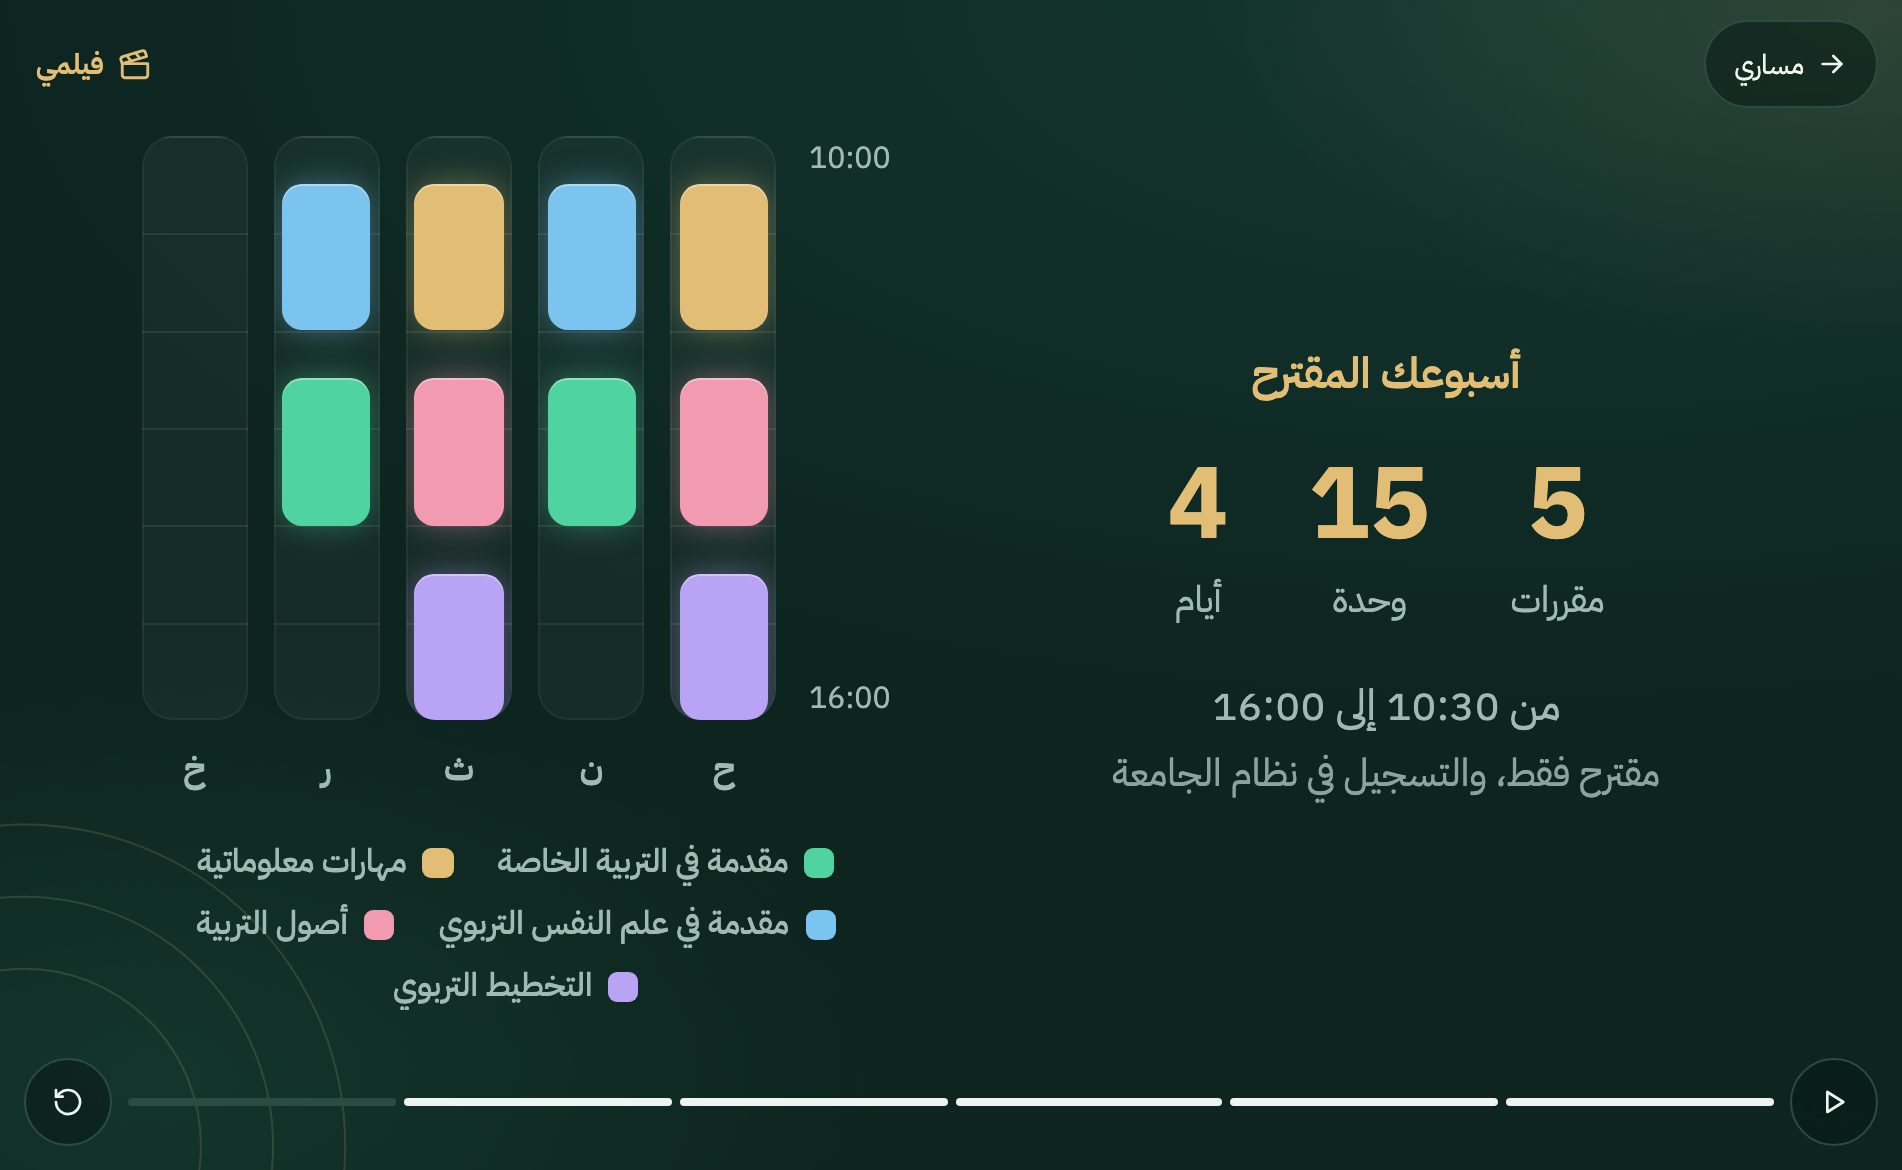 مساري
فيلمي
أسبوعك المقترح
5 15 4
مقررات وحدة أيام
من 10:30 إلى 16:00
مقترح فقط، والتسجيل في نظام الجامعة
10:00
16:00
ح ن ث ر خ
مقدمة في التربية الخاصة مهارات معلوماتية
مقدمة في علم النفس التربوي أصول التربية
التخطيط التربوي